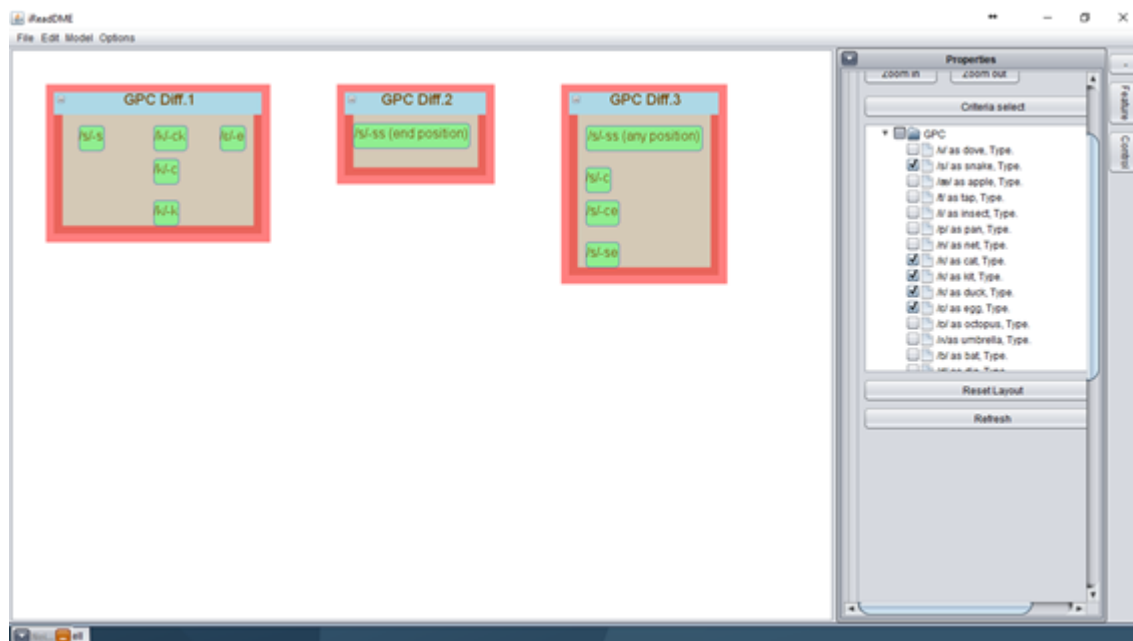 iReadDME
File Edit Model Options
GPC Diff.1
/s/-s /k/-ck /ε/-e
/k/-c
/k/-k
GPC Diff.2
/s/-ss (end position)
GPC Diff.3
/s/-ss (any position)
/s/-c
/s/-ce
/s/-se
Properties
Zoom in Zoom out
Criteria select
GPC
/v/ as dove, Type.
/s/ as snake, Type.
/æ/ as apple, Type.
/t/ as tap, Type.
as insect, Type.
/p/ as pan, Type.
/n/ as net, Type.
/k/ as cat, Type.
/k/ as kit, Type.
/k/ as duck, Type.
/ε/ as egg, Type.
as octopus, Type.
as umbrella, Type.
/b/ as bat, Type.
Reset Layout
Refresh
Feature
Control